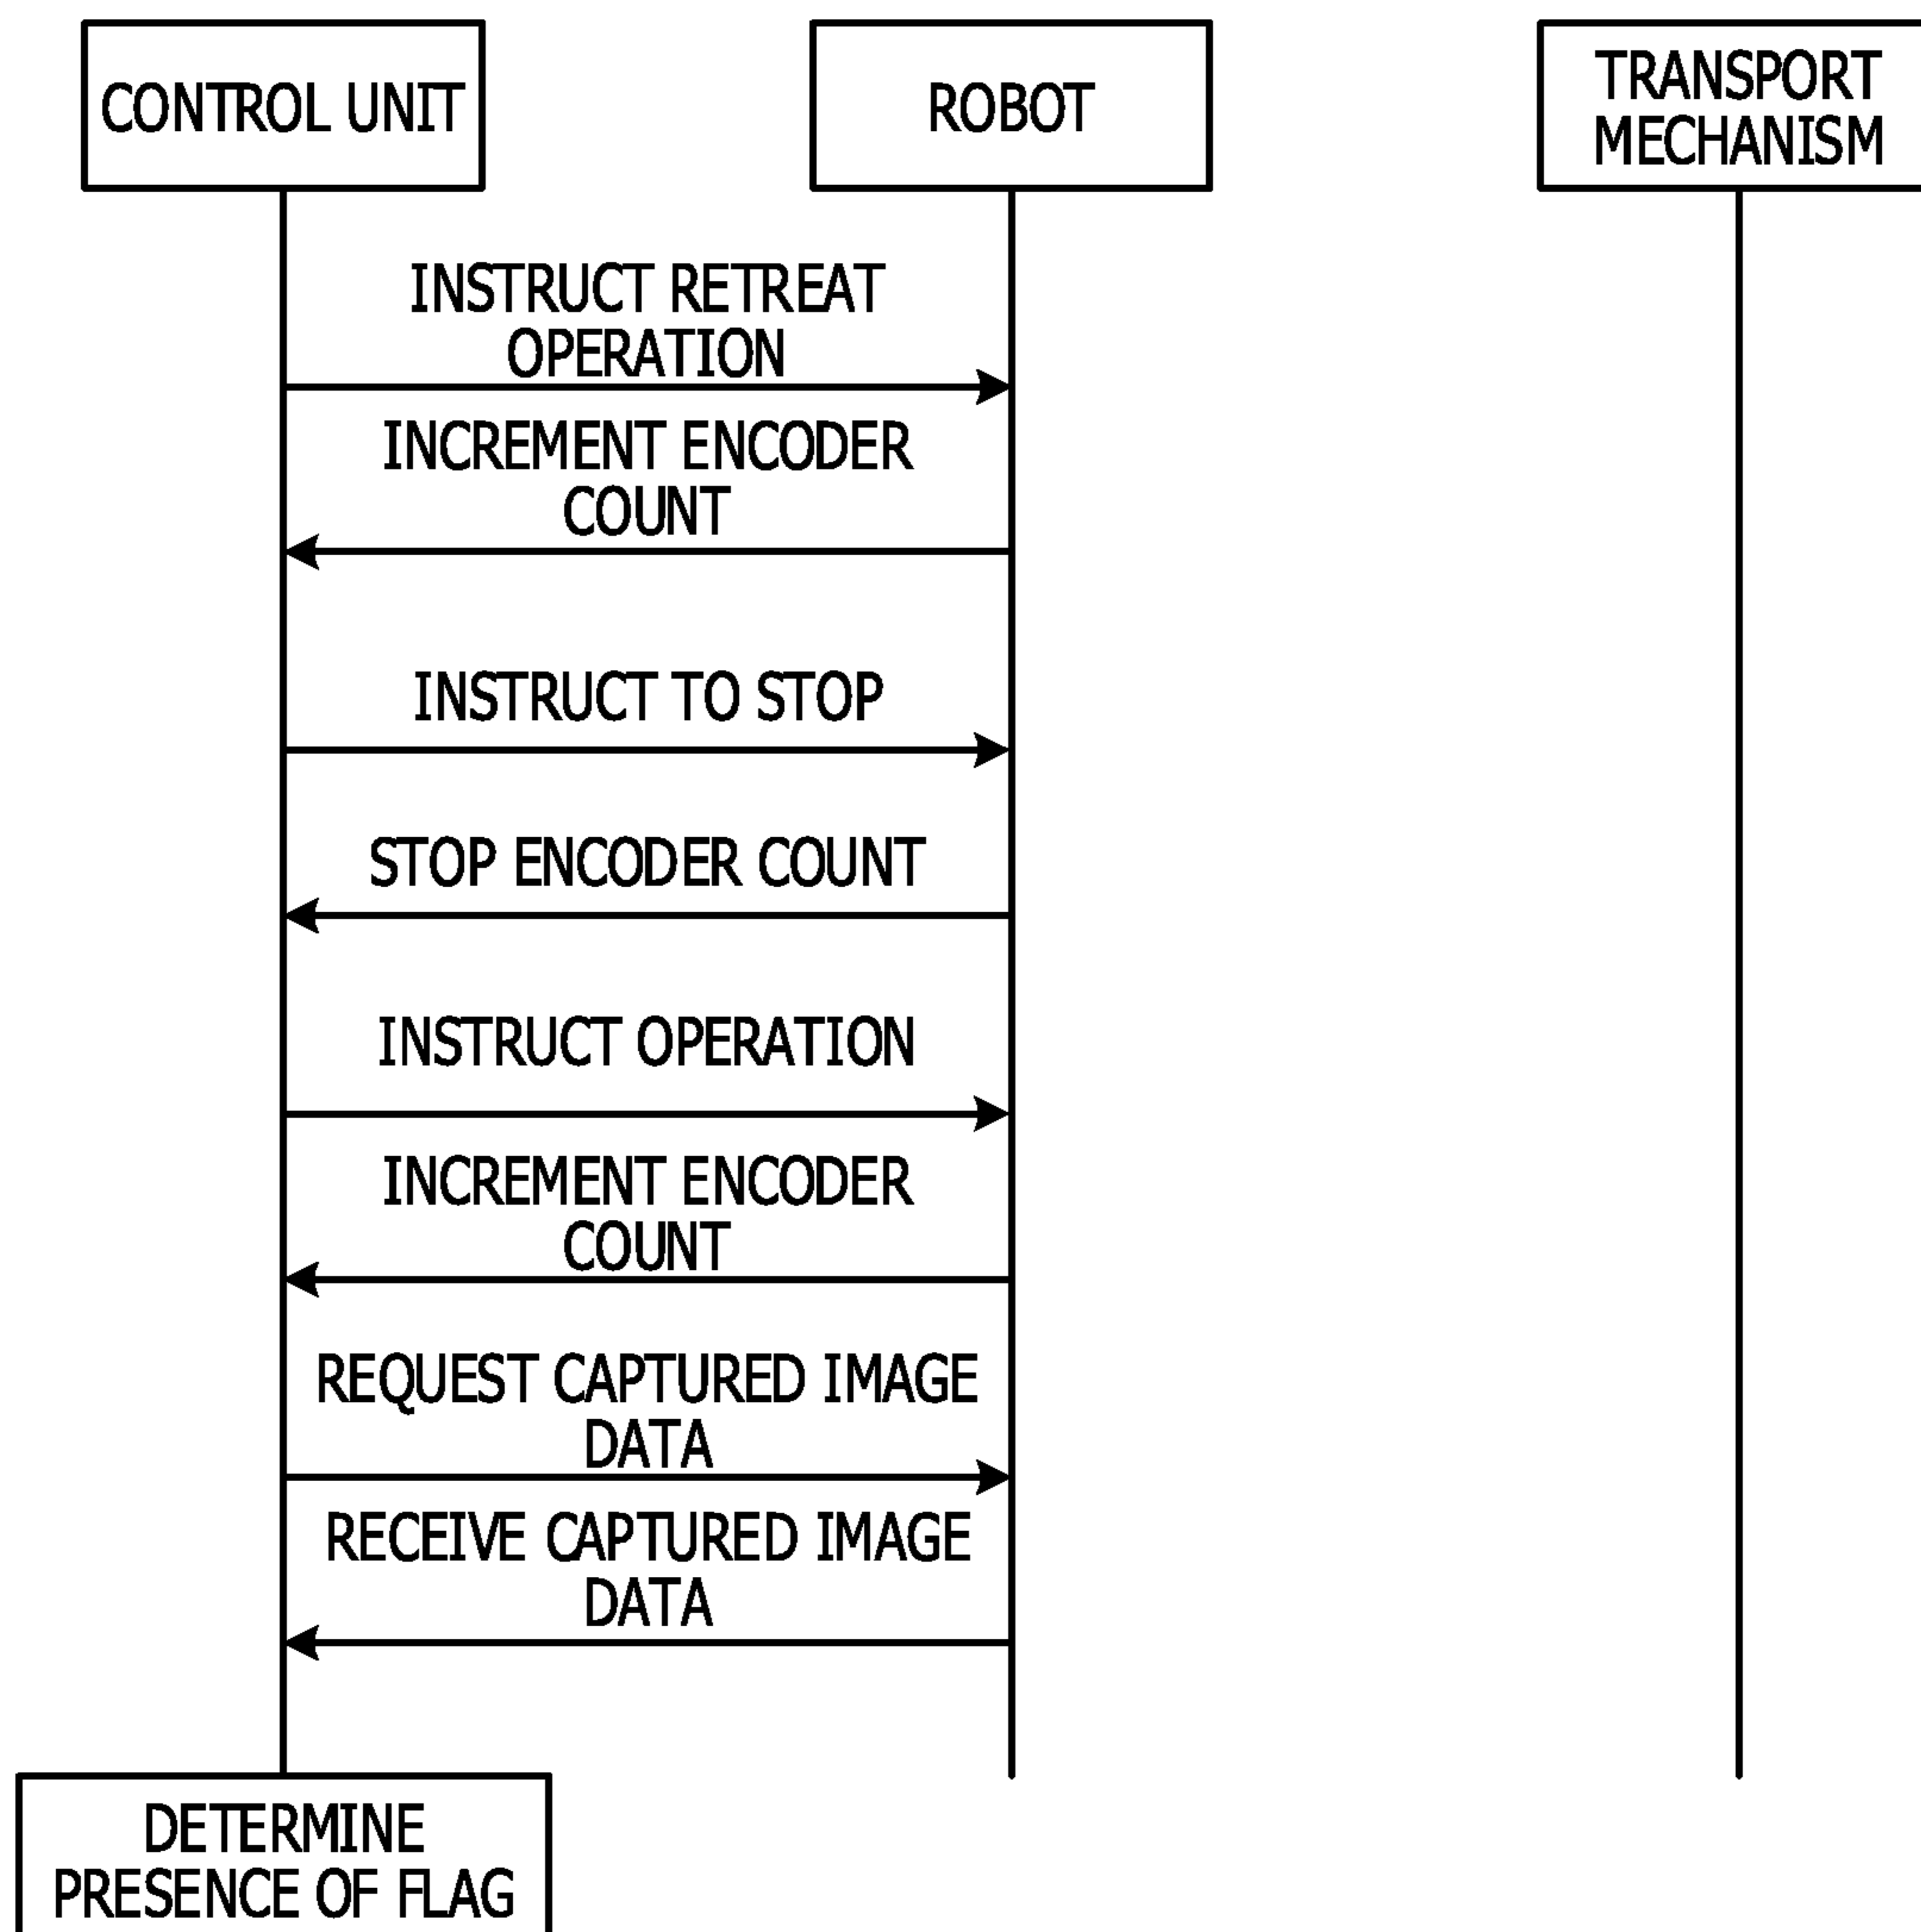 CONTROL UNIT
ROBOT
TRANSPORT
MECHANISM
INSTRUCT RETREAT
OPERATION
INCREMENT ENCODER
COUNT
INSTRUCT TO STOP
STOP ENCODER COUNT
INSTRUCT OPERATION
INCREMENT ENCODER
COUNT
REQUEST CAPTURED IMAGE
DATA
RECEIVE CAPTURED IMAGE
DATA
DETERMINE
PRESENCE OF FLAG